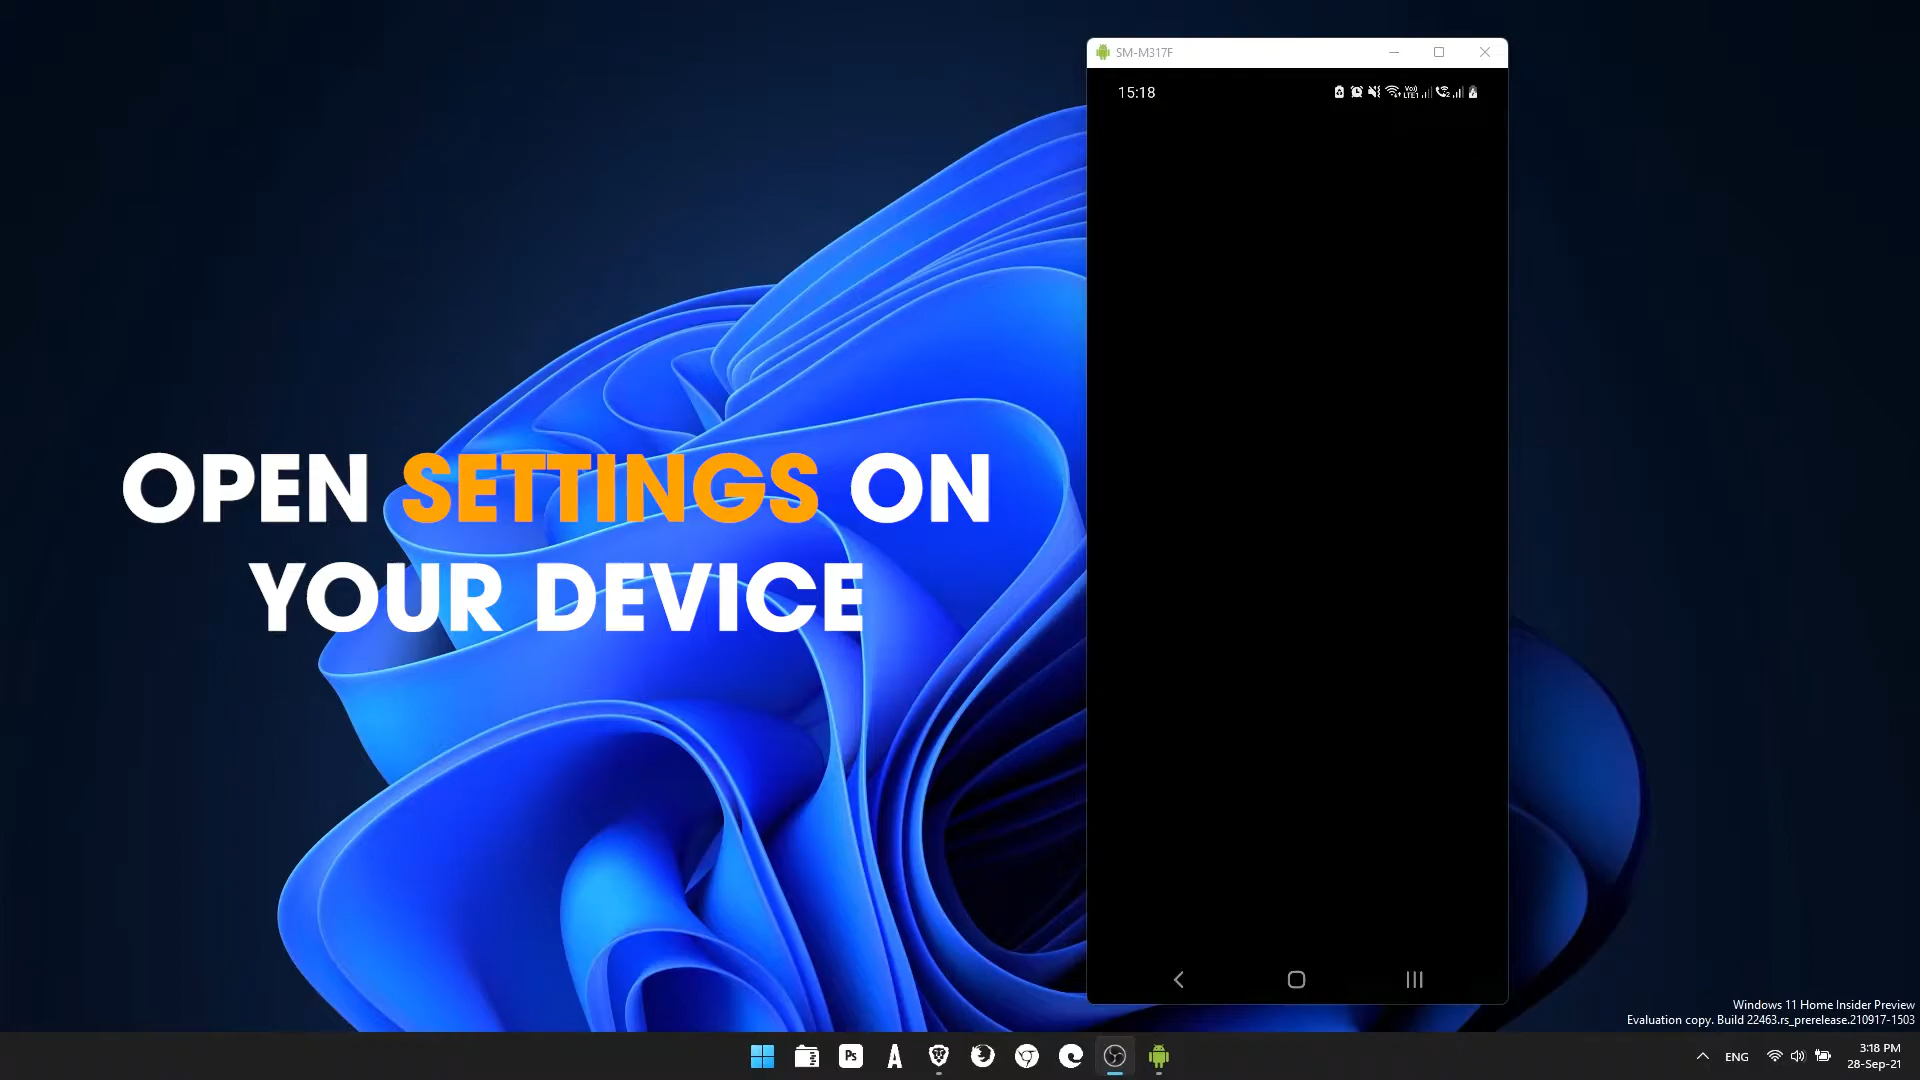 SM-M317F
15:18
OPEN SETTINGS ON
YOUR DEVICE
Windows 11 Home Insider Preview
Evaluation copy. Build 22463.rs_prerelease.210917-1503
Ps
ENG
3:18 PM
28-Sep-21